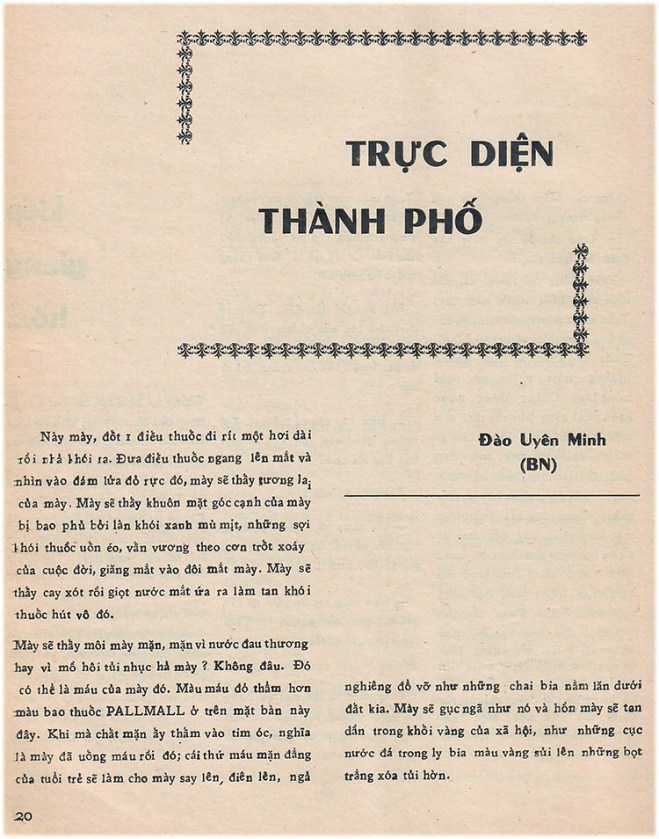 TRỰC DIỆN
THÀNH PHỐ
Đào Uyên Minh
(BN)
Này mày, đốt 1 điều thuốc đi rít một hơi dài
rồi nhả khói ra. Đưa điều thuốc ngang lên mắt và
nhìn vào đám lửa đỏ rực đó, mày sẽ thấy tương lai
của mày. Mày sẽ thấy khuôn mặt góc cạnh của mày
bị bao phủ bởi làn khói xanh mù mịt, những sợi
khói thuốc uốn éo, vần vương theo cơn trốt xoáy
của cuộc đời, giăng mắt vào đôi mắt mày. Mày sẽ
thấy cay xót rồi giọt nước mắt ứa ra làm tan khói
thuốc hút vô đó.
Mày sẽ thấy môi mày mặn, mặn vì nước đau thương
hay vì mồ hôi tủi nhục hả mày ? Không đâu. Đó
có thể là máu của mày đó. Màu máu đỏ thẫm hơn
màu bao thuốc PALLMALL ở trên mặt bàn này
đây. Khi mà chất mặn ấy thấm vào tim óc, nghĩa
là mày đã uống máu rồi đó; cái thứ máu mặn đắng
của tuổi trẻ sẽ làm cho mày say lên, điên lên, ngả
nghiêng đổ vỡ như những chai bia nằm lăn dưới
đất kia. Mày sẽ gục ngã như nó và hồn mày sẽ tan
dần trong khối vàng của xã hội, như những cục
nước đá trong ly bia màu vàng sủi lên những bọt
trắng xóa tủi hờn.
20